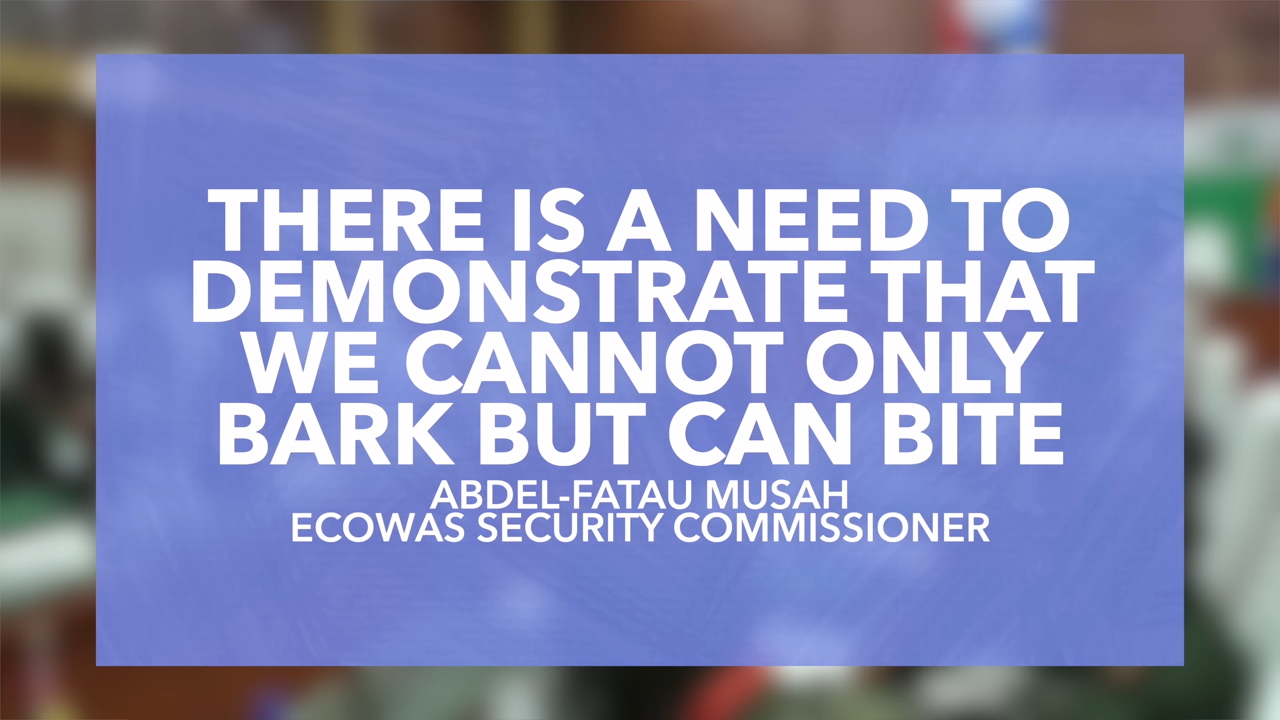 THERE IS A NEED TO
DEMONSTRATE THAT
WE CANNOT ONLY
BARK BUT CAN BITE
ABDEL-FATAU MUSAH
ECOWAS SECURITY COMMISSIONER